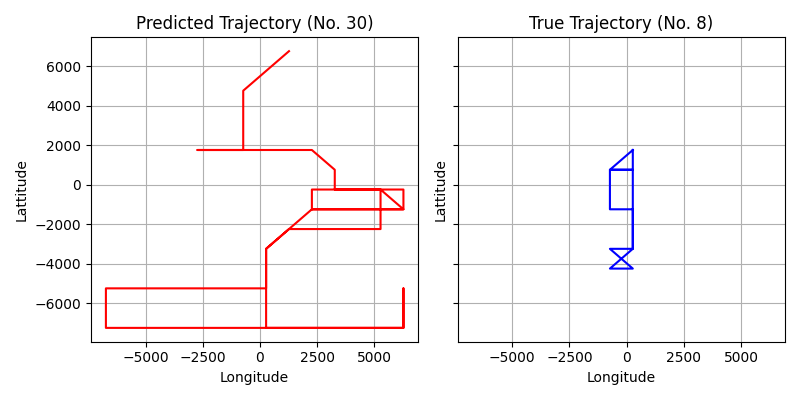 Predicted Trajectory (No. 30)
True Trajectory (No. 8)
6000
4000
2000
0
−2000
−4000
−6000
Lattitude
Lattitude
−5000 −2500 0 2500 5000
−5000 −2500 0 2500 5000
Longitude
Longitude